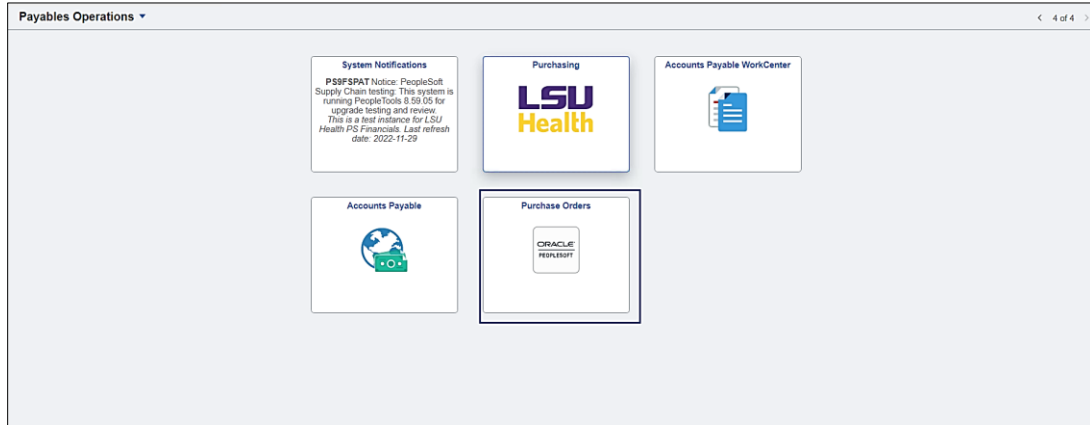 Payables Operations
4 of 4
System Notifications
PS9FSPAT Notice: PeopleSoft
Supply Chain testing: This system is
running PeopleTools 8.59.05 for
upgrade testing and review.
This is a test instance for LSU
Health PS Financials. Last refresh
date: 2022-11-29
Purchasing
LSU
Health
Accounts Payable WorkCenter
Accounts Payable
Purchase Orders
ORACLE
PEOPLESOFT